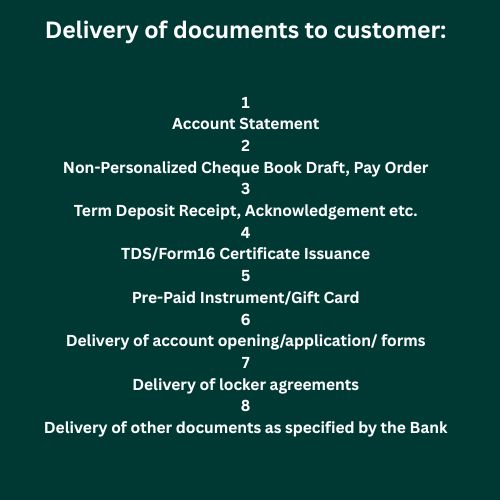 Delivery of documents to customer:
1
Account Statement
2
Non-Personalized Cheque Book Draft, Pay Order
3
Term Deposit Receipt, Acknowledgement etc.
4
TDS/Form16 Certificate Issuance
5
Pre-Paid Instrument/Gift Card
6
Delivery of account opening/application/ forms
7
Delivery of locker agreements
8
Delivery of other documents as specified by the Bank